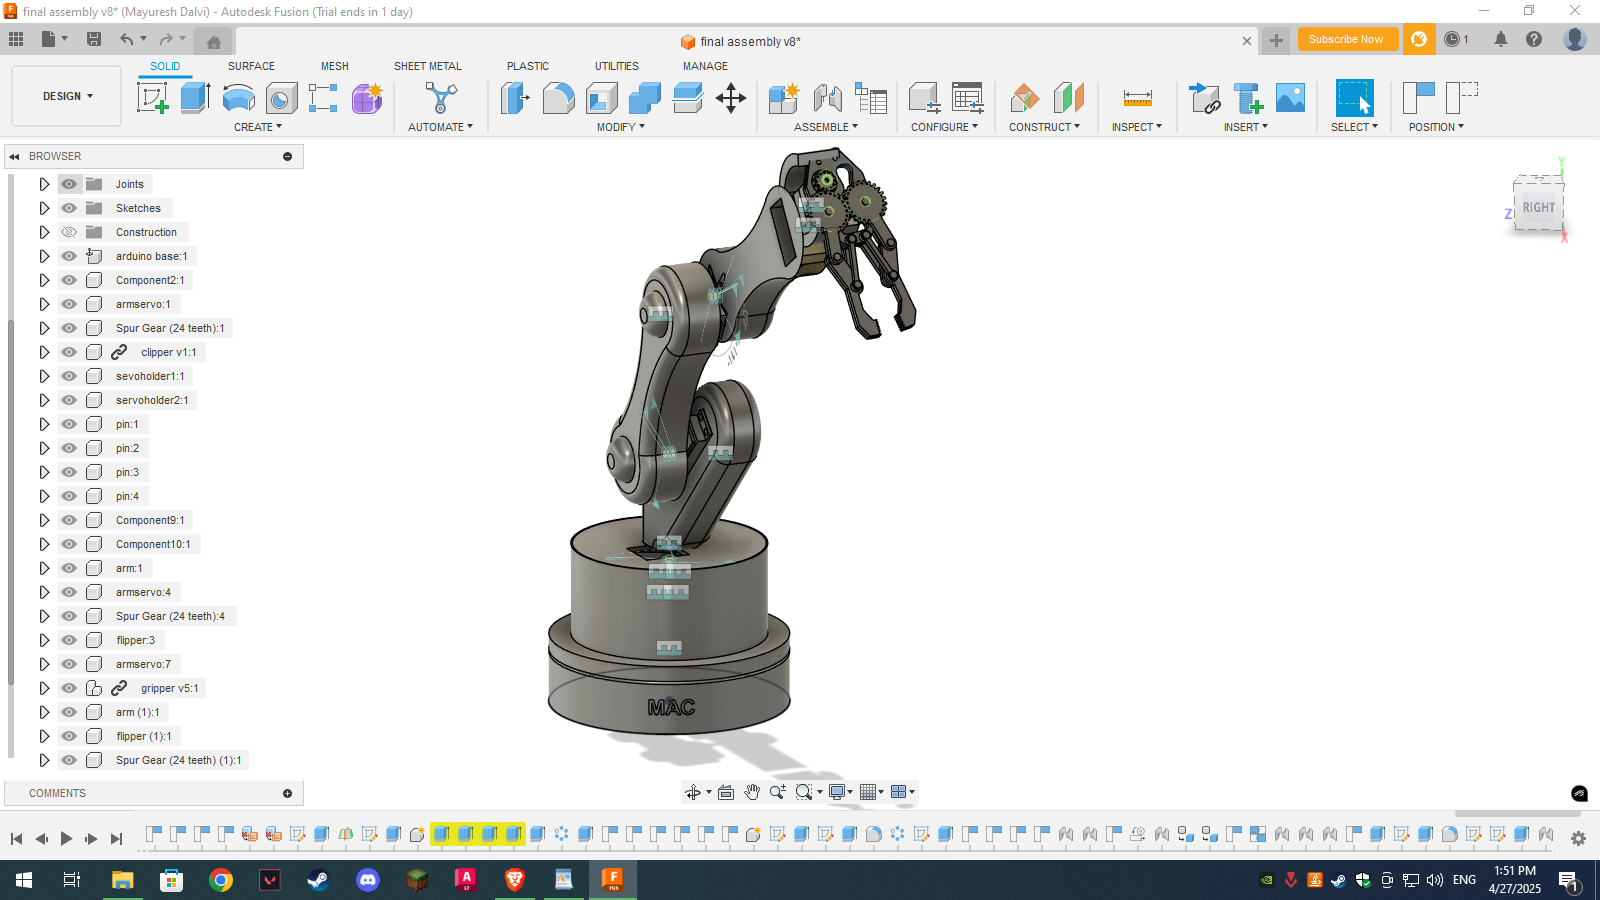 final assembly v8* (Mayuresh Dalvi) - Autodesk Fusion (Trial ends in 1 day)
final assembly v8*
Subscribe Now
1
SOLID
SURFACE
MESH
SHEET METAL
PLASTIC
UTILITIES
MANAGE
DESIGN
CREATE
AUTOMATE
MODIFY
ASSEMBLE
CONFIGURE
CONSTRUCT
INSPECT
INSERT
SELECT
POSITION
BROWSER
Joints
Sketches
Construction
arduino base:1
Component2:1
armservo:1
Spur Gear (24 teeth):1
clipper v1:1
sevoholder1:1
servoholder2:1
pin:1
pin:2
pin:3
pin:4
Component9:1
Component10:1
arm:1
armservo:4
Spur Gear (24 teeth):4
flipper:3
armservo:7
gripper v5:1
arm (1):1
flipper (1):1
Spur Gear (24 teeth) (1):1
Y
RIGHT
Z
X
MAC
COMMENTS
ENG
1:51 PM
4/27/2025
1